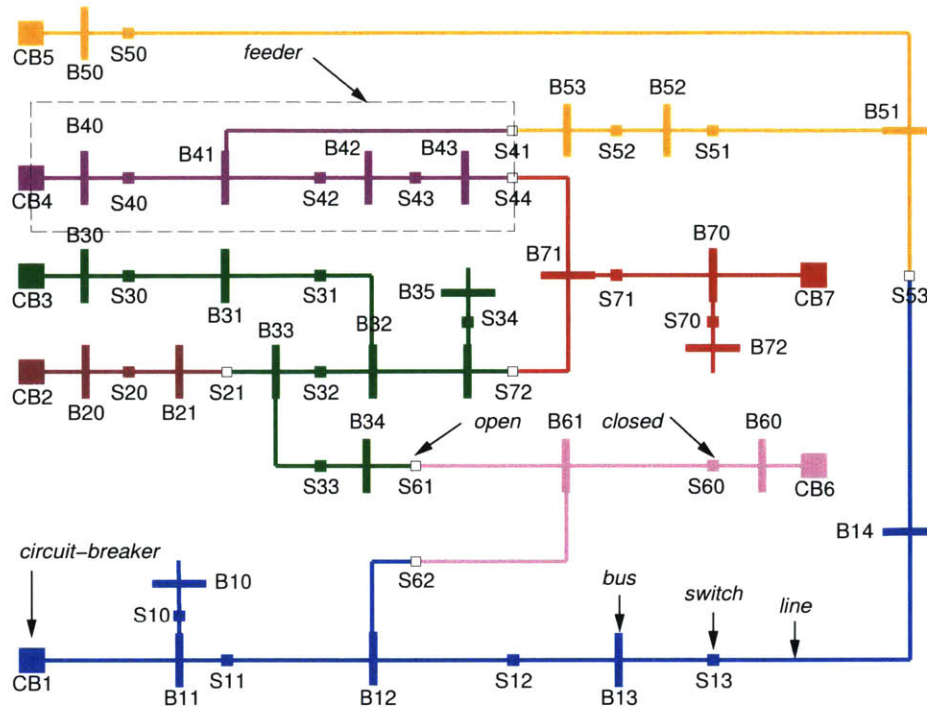 CB5
B50
S50
feeder
B53
B52
B51
S52
S51
B40
B41
B42
B43
S41
CB4
S40
S42
S43
S44
B30
B71
B70
CB3
S30
B31
S31
B35
S34
S71
CB7
S53
B33
B32
S70
B72
CB2
B20
S20
B21
S21
S32
S72
B34
open
B61
closed
B60
S33
S61
S60
CB6
circuit–breaker
B14
B10
S62
bus
switch
line
S10
CB1
B11
S11
B12
S12
B13
S13